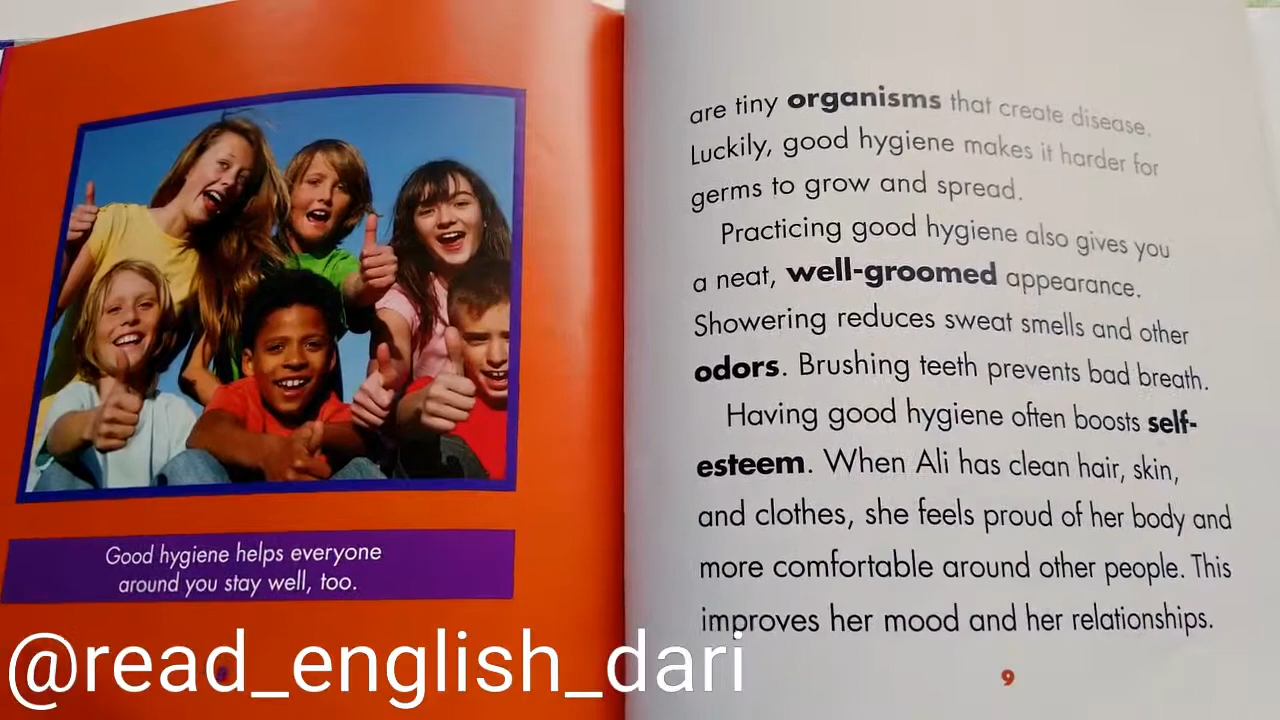 Good hygiene helps everyone
around you stay well, too.
are tiny organisms that create disease.
Luckily, good hygiene makes it harder for
germs to grow and spread.
Practicing good hygiene also gives you
a neat, well-groomed appearance.
Showering reduces sweat smells and other
odors. Brushing teeth prevents bad breath.
Having good hygiene often boosts self-
esteem. When Ali has clean hair, skin,
and clothes, she feels proud of her body and
more comfortable around other people. This
improves her mood and her relationships.
9
@read_english_dari